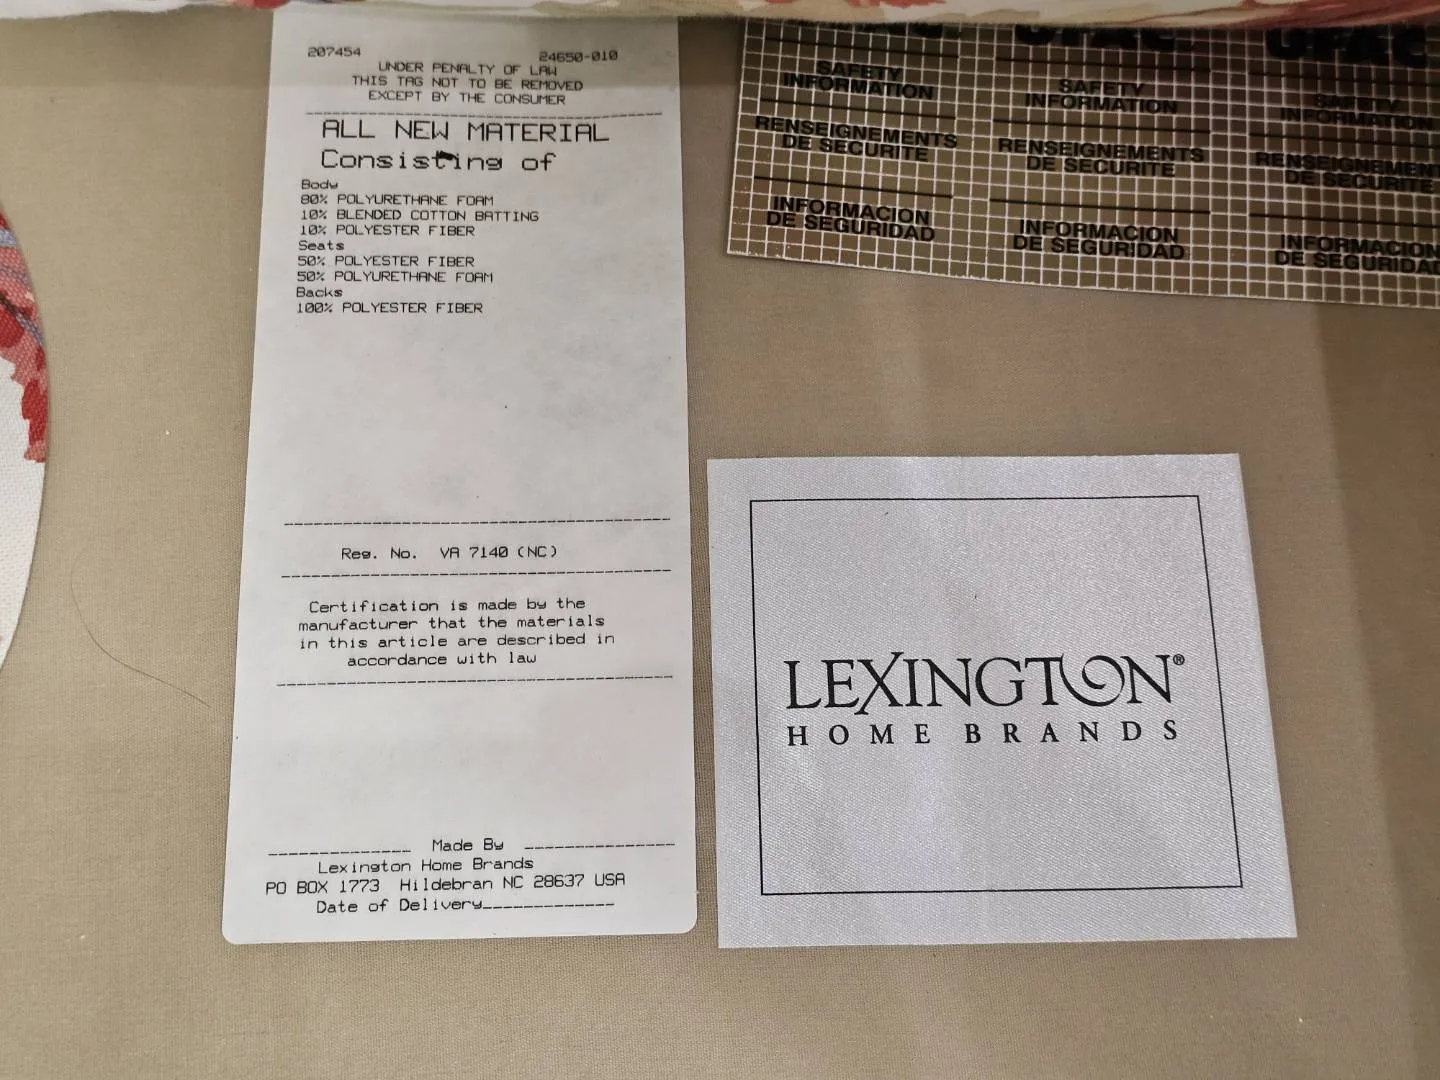 207454 24650-010
UNDER PENALTY OF LAW
THIS TAG NOT TO BE REMOVED
EXCEPT BY THE CONSUMER
ALL NEW MATERIAL
Consisting of
Body
80% POLYURETHANE FOAM
10% BLENDED COTTON BATTING
10% POLYESTER FIBER
Seats
50% POLYESTER FIBER
50% POLYURETHANE FOAM
Backs
100% POLYESTER FIBER
Reg. No. VA 7140 (NC)
Certification is made by the
manufacturer that the materials
in this article are described in
accordance with law
Made By
Lexington Home Brands
PO BOX 1773 Hildebran NC 28637 USA
Date of Delivery
SAFETY
INFORMATION
RENSEIGNEMENTS
DE SECURITE
INFORMACION
DE SEGURIDAD
SAFETY
INFORMATION
RENSEIGNEMENTS
DE SECURITE
INFORMACION
DE SEGURIDAD
UFAC
SAFETY
INFORMATION
RENSEIGNEMEN
DE SECURITE
INFORMACION
DE SEGURIDAD
LEXINGTON®
HOME BRANDS